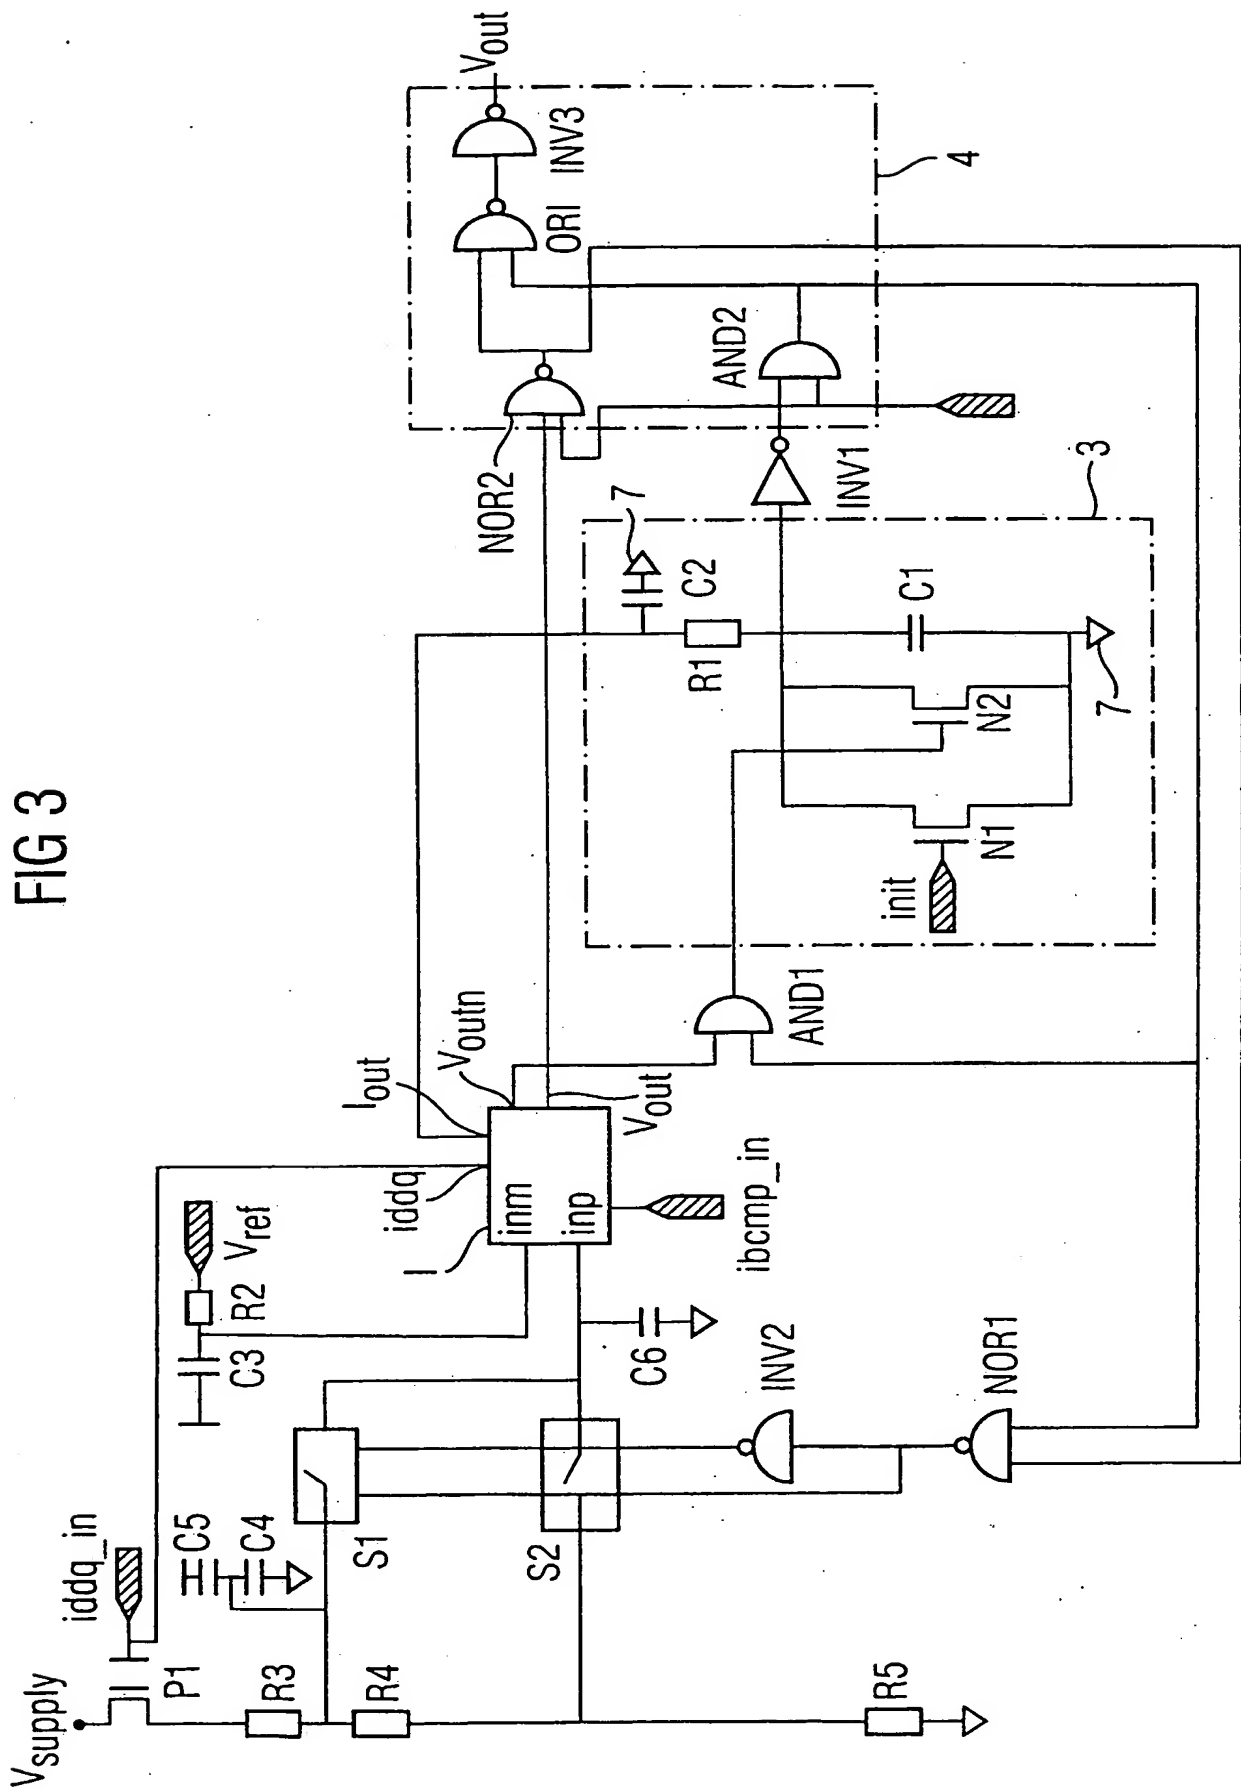 FIG 3
Vsupply
iddq_in
P1
R3
C5
C4
R4
R5
S1
S2
C3
R2
Vref
C6
INV2
NOR1
1
iddq
Iout
Voutn
Vout
inm
inp
ibcmp_in
AND1
init
N1
N2
R1
C2
C1
7
7
3
INV1
NOR2
AND2
ORI
INV3
Vout
4